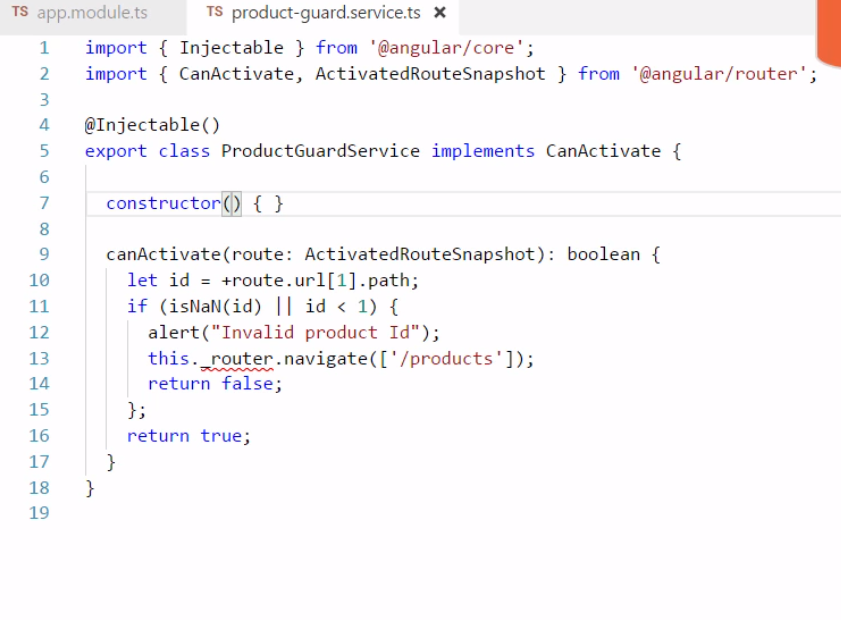 TS app.module.ts TS product-guard.service.ts ×
1 import { Injectable } from '@angular/core';
2 import { CanActivate, ActivatedRouteSnapshot } from '@angular/router';
3
4 @Injectable()
5 export class ProductGuardService implements CanActivate {
6
7 constructor() { }
8
9 canActivate(route: ActivatedRouteSnapshot): boolean {
10 let id = +route.url[1].path;
11 if (isNaN(id) || id < 1) {
12 alert("Invalid product Id");
13 this._router.navigate(['/products']);
14 return false;
15 };
16 return true;
17 }
18 }
19